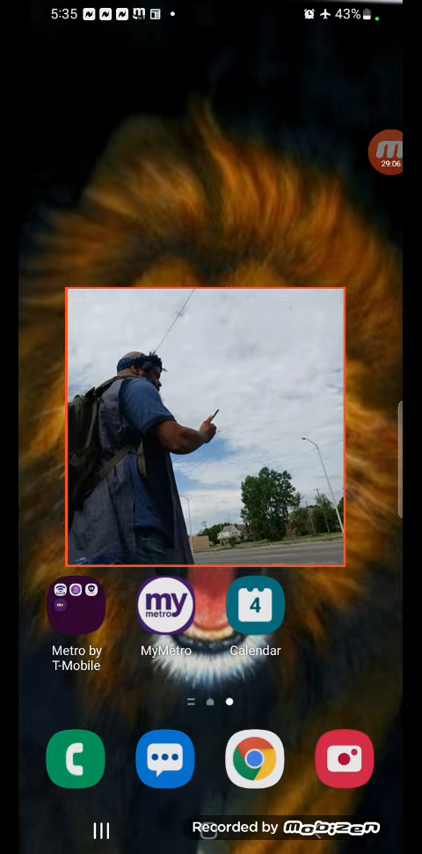 5:35
43%
m
29:06
my
metro
4
Metro by
T-Mobile
MyMetro
Calendar
Recorded by mobizen